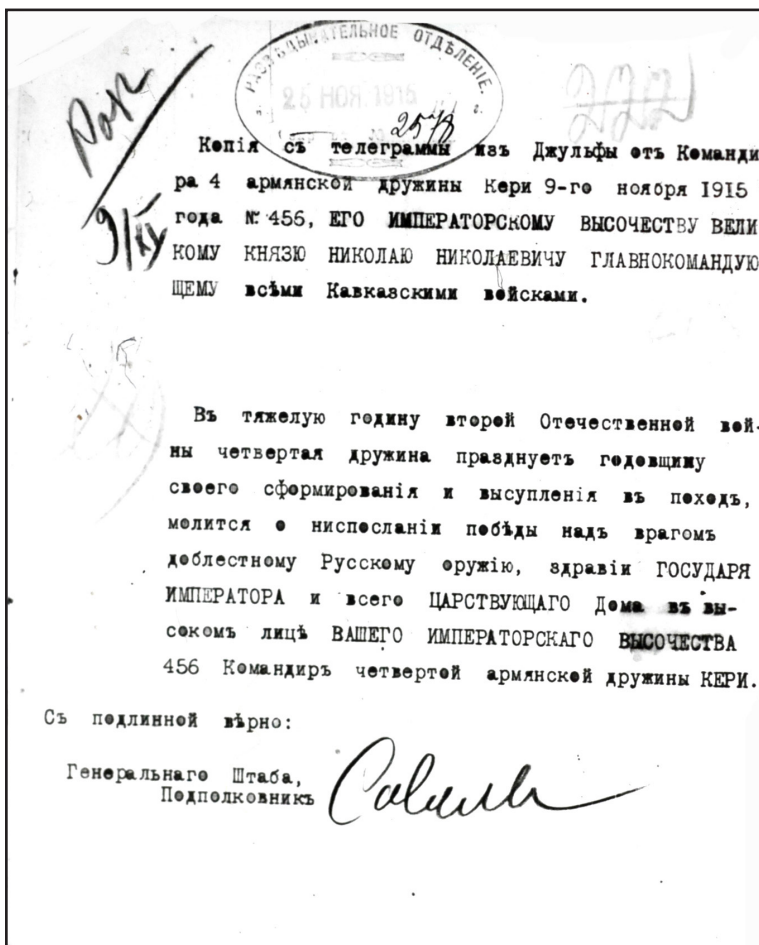 РАЗВѢДЫВАТЕЛЬНОЕ ОТДѢЛЕНІЕ.
25 НОЯ. 1915
2578
222
9/XI
Копія съ телеграммы изъ Джульфы отъ Команди
ра 4 армянской дружины Кери 9-го ноября 1915
года № 456, ЕГО ИМПЕРАТОРСКОМУ ВЫСОЧЕСТВУ ВЕЛИ
КОМУ КНЯЗЮ НИКОЛАЮ НИКОЛАЕВИЧУ ГЛАВНОКОМАНДУЮ
ЩЕМУ всѣми Кавказскими войсками.
Въ тяжелую годину второй Отечественной вой-
ны четвертая дружина празднуетъ годовщину
своего сформированія и высупленія въ походъ,
молится о ниспосланіи побѣды надъ врагомъ
доблестному Русскому оружію, здравіи ГОСУДАРЯ
ИМПЕРАТОРА и всего ЦАРСТВУЮЩАГО Дома въ вы-
сокомъ лицѣ ВАШЕГО ИМПЕРАТОРСКАГО ВЫСОЧЕСТВА
456 Командиръ четвертой армянской дружины КЕРИ.
Съ подлинной вѣрно:
Генеральнаго Штаба,
Подполковникъ